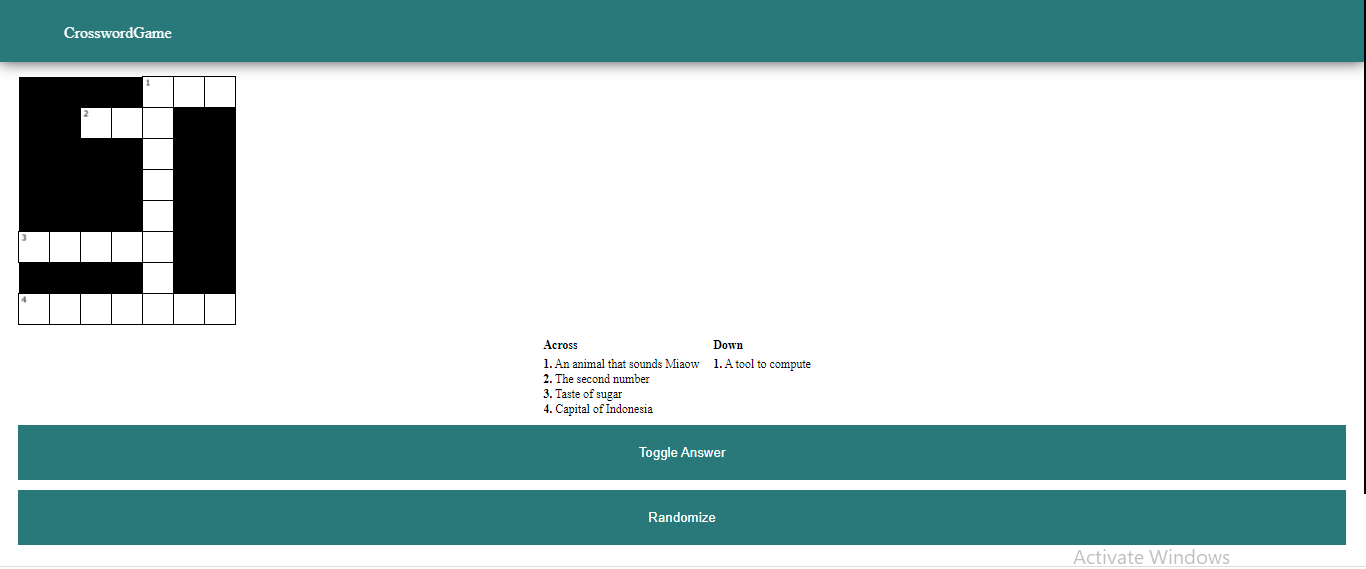 CrosswordGame
1
2
3
4
Across
1. An animal that sounds Miaow
2. The second number
3. Taste of sugar
4. Capital of Indonesia
Down
1. A tool to compute
Toggle Answer
Randomize
Activate Windows